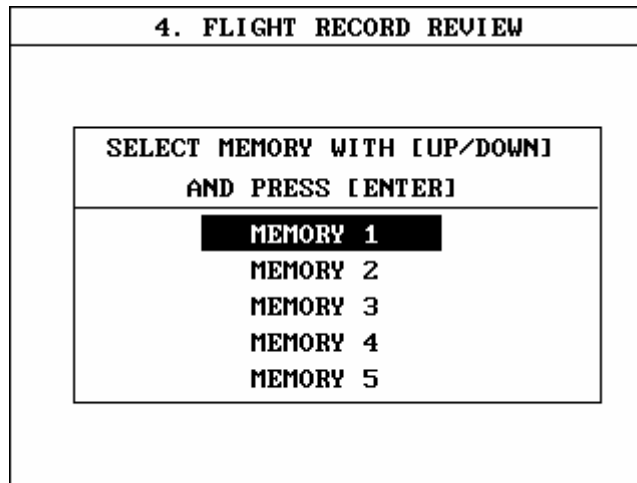 4. FLIGHT RECORD REVIEW
SELECT MEMORY WITH [UP/DOWN]
AND PRESS [ENTER]
MEMORY 1
MEMORY 2
MEMORY 3
MEMORY 4
MEMORY 5